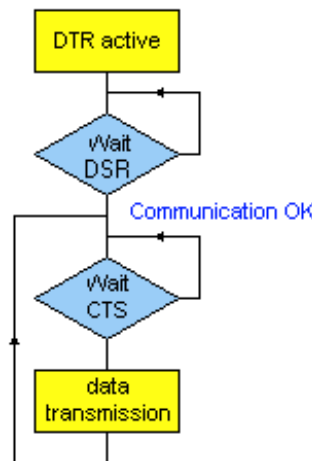 DTR active
Wait
DSR
Communication OK
Wait
CTS
data
transmission